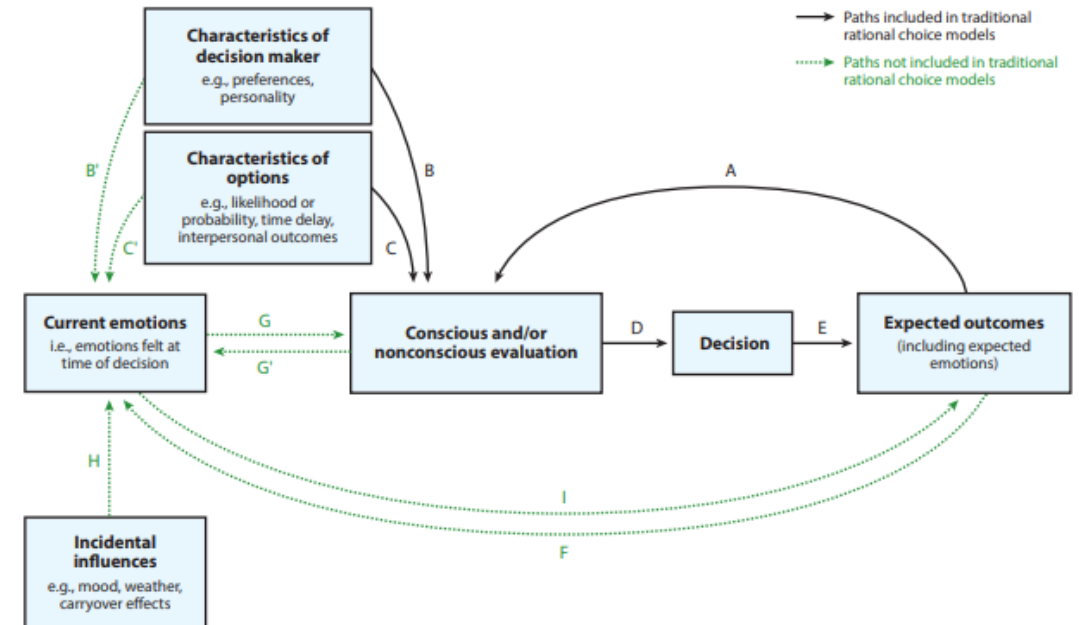 Characteristics of
decision maker
e.g., preferences,
personality
Paths included in traditional
rational choice models
Paths not included in traditional
rational choice models
Characteristics of
options
e.g., likelihood or
probability, time delay,
interpersonal outcomes
B'
B
A
C'
C
Current emotions
i.e., emotions felt at
time of decision
G
G'
Conscious and/or
nonconscious evaluation
D
Decision
E
Expected outcomes
(including expected
emotions)
H
I
F
Incidental
influences
e.g., mood, weather,
carryover effects